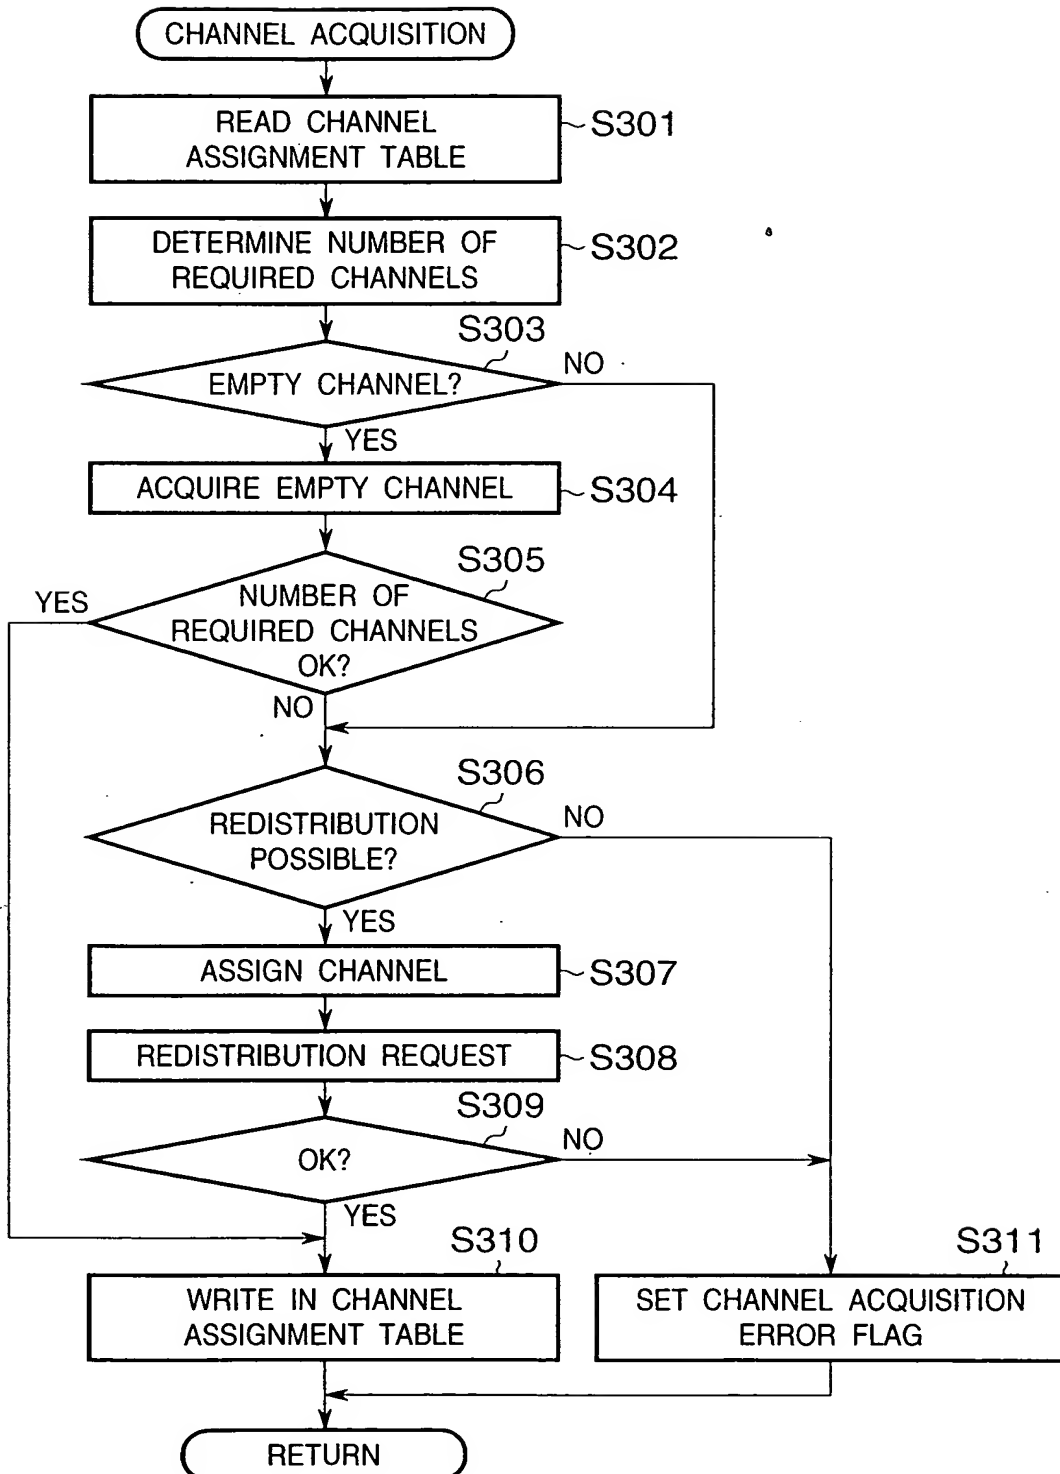 CHANNEL ACQUISITION
READ CHANNEL
ASSIGNMENT TABLE
S301
DETERMINE NUMBER OF
REQUIRED CHANNELS
S302
S303
EMPTY CHANNEL?
NO
YES
ACQUIRE EMPTY CHANNEL
S304
S305
YES
NUMBER OF
REQUIRED CHANNELS
OK?
NO
S306
REDISTRIBUTION
POSSIBLE?
NO
YES
ASSIGN CHANNEL
S307
REDISTRIBUTION REQUEST
S308
S309
OK?
NO
YES
S310
WRITE IN CHANNEL
ASSIGNMENT TABLE
S311
SET CHANNEL ACQUISITION
ERROR FLAG
RETURN